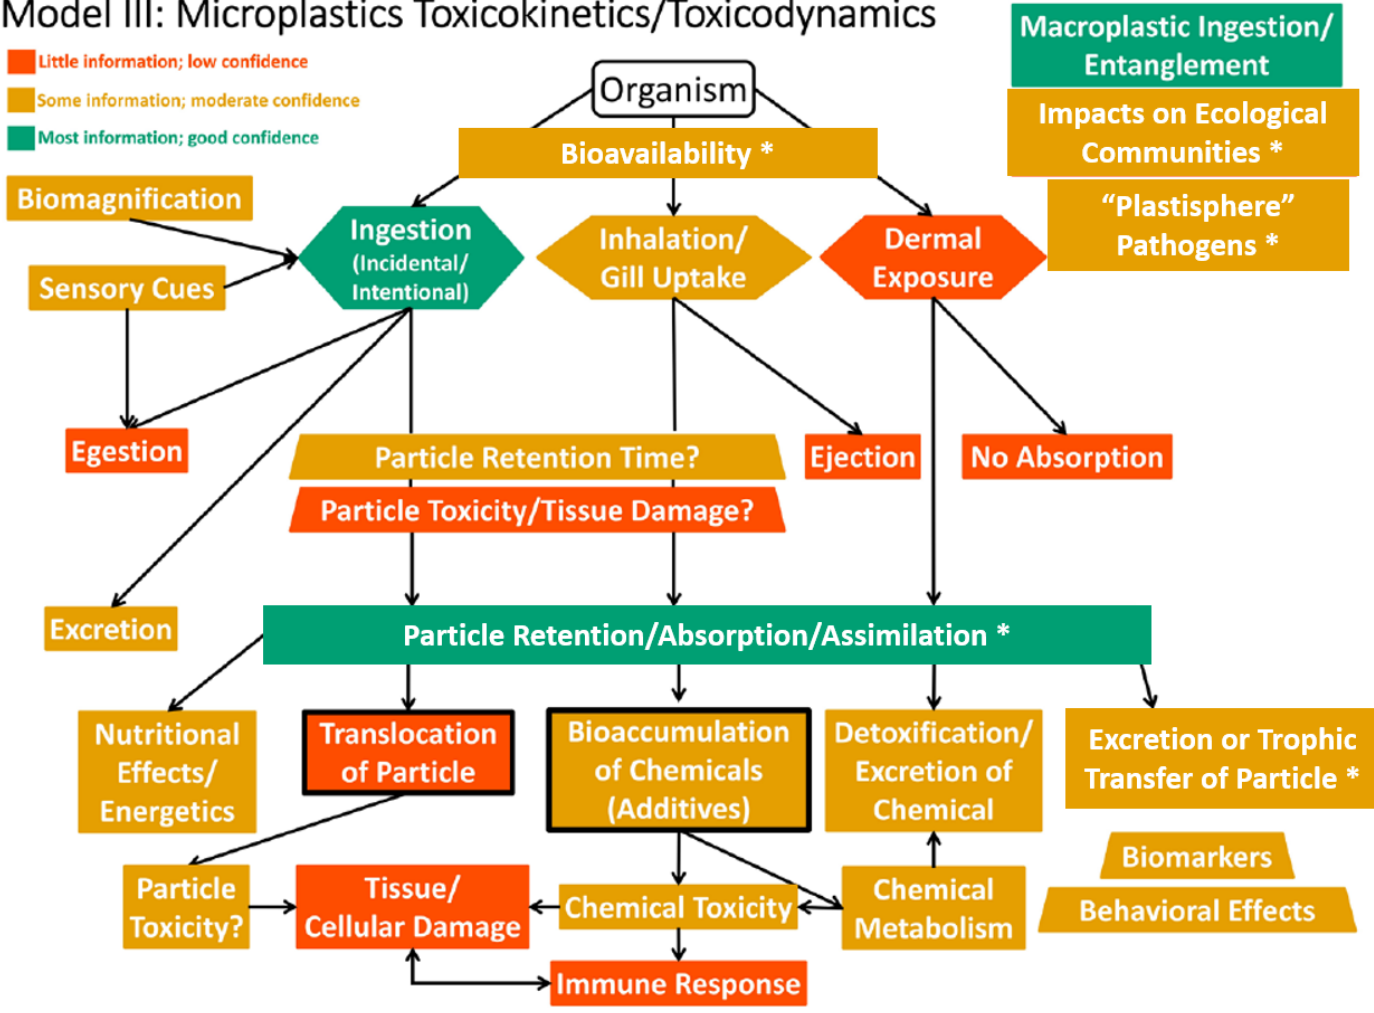 Model III: Microplastics Toxicokinetics/Toxicodynamics
Little information; low confidence
Some information; moderate confidence
Most information; good confidence
Macroplastic Ingestion/
Entanglement
Impacts on Ecological
Communities *
“Plastisphere”
Pathogens *
Organism
Bioavailability *
Biomagnification
Sensory Cues
Ingestion
(Incidental/
Intentional)
Inhalation/
Gill Uptake
Dermal
Exposure
Egestion
Particle Retention Time?
Ejection
No Absorption
Particle Toxicity/Tissue Damage?
Excretion
Particle Retention/Absorption/Assimilation *
Nutritional
Effects/
Energetics
Translocation
of Particle
Bioaccumulation
of Chemicals
(Additives)
Detoxification/
Excretion of
Chemical
Excretion or Trophic
Transfer of Particle *
Biomarkers
Behavioral Effects
Particle
Toxicity?
Tissue/
Cellular Damage
Chemical Toxicity
Chemical
Metabolism
Immune Response